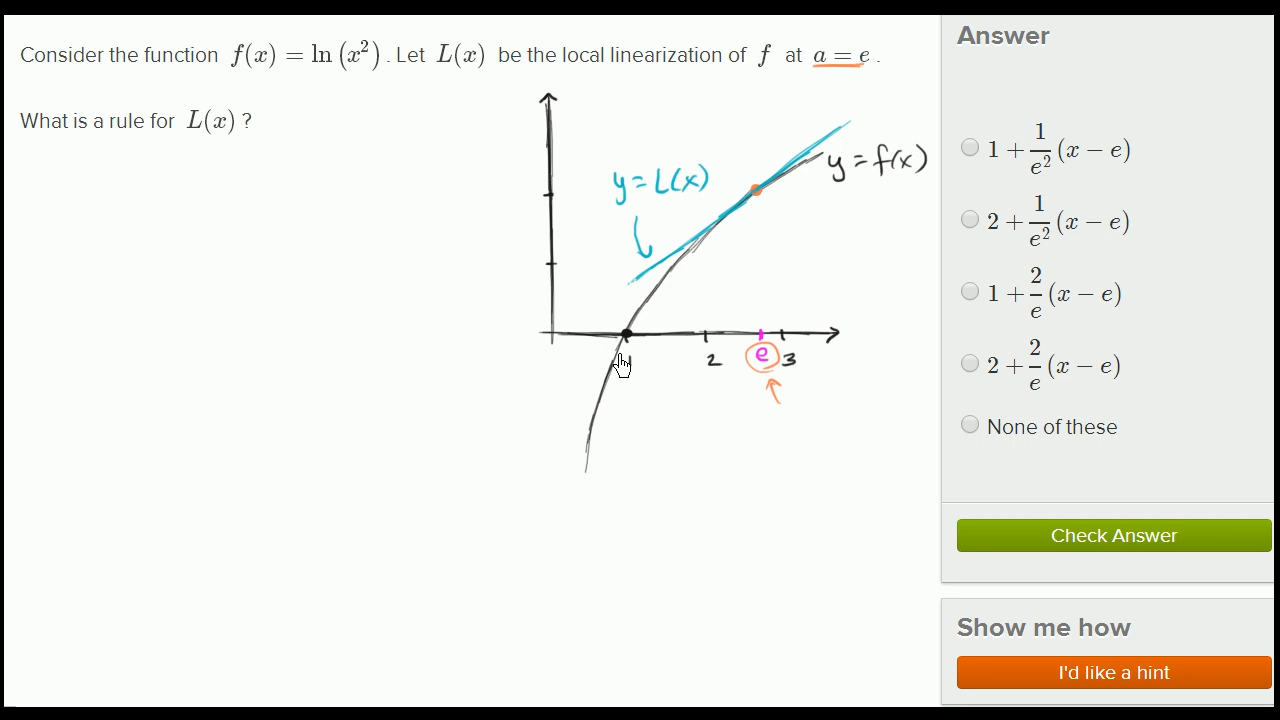 Consider the function f(x) = ln(x²). Let L(x) be the local linearization of f at a = e.
What is a rule for L(x)?
y = L(x)
y = f(x)
1 2 e 3
Answer
1 + 1/e² (x − e)
2 + 1/e² (x − e)
1 + 2/e (x − e)
2 + 2/e (x − e)
None of these
Check Answer
Show me how
I'd like a hint